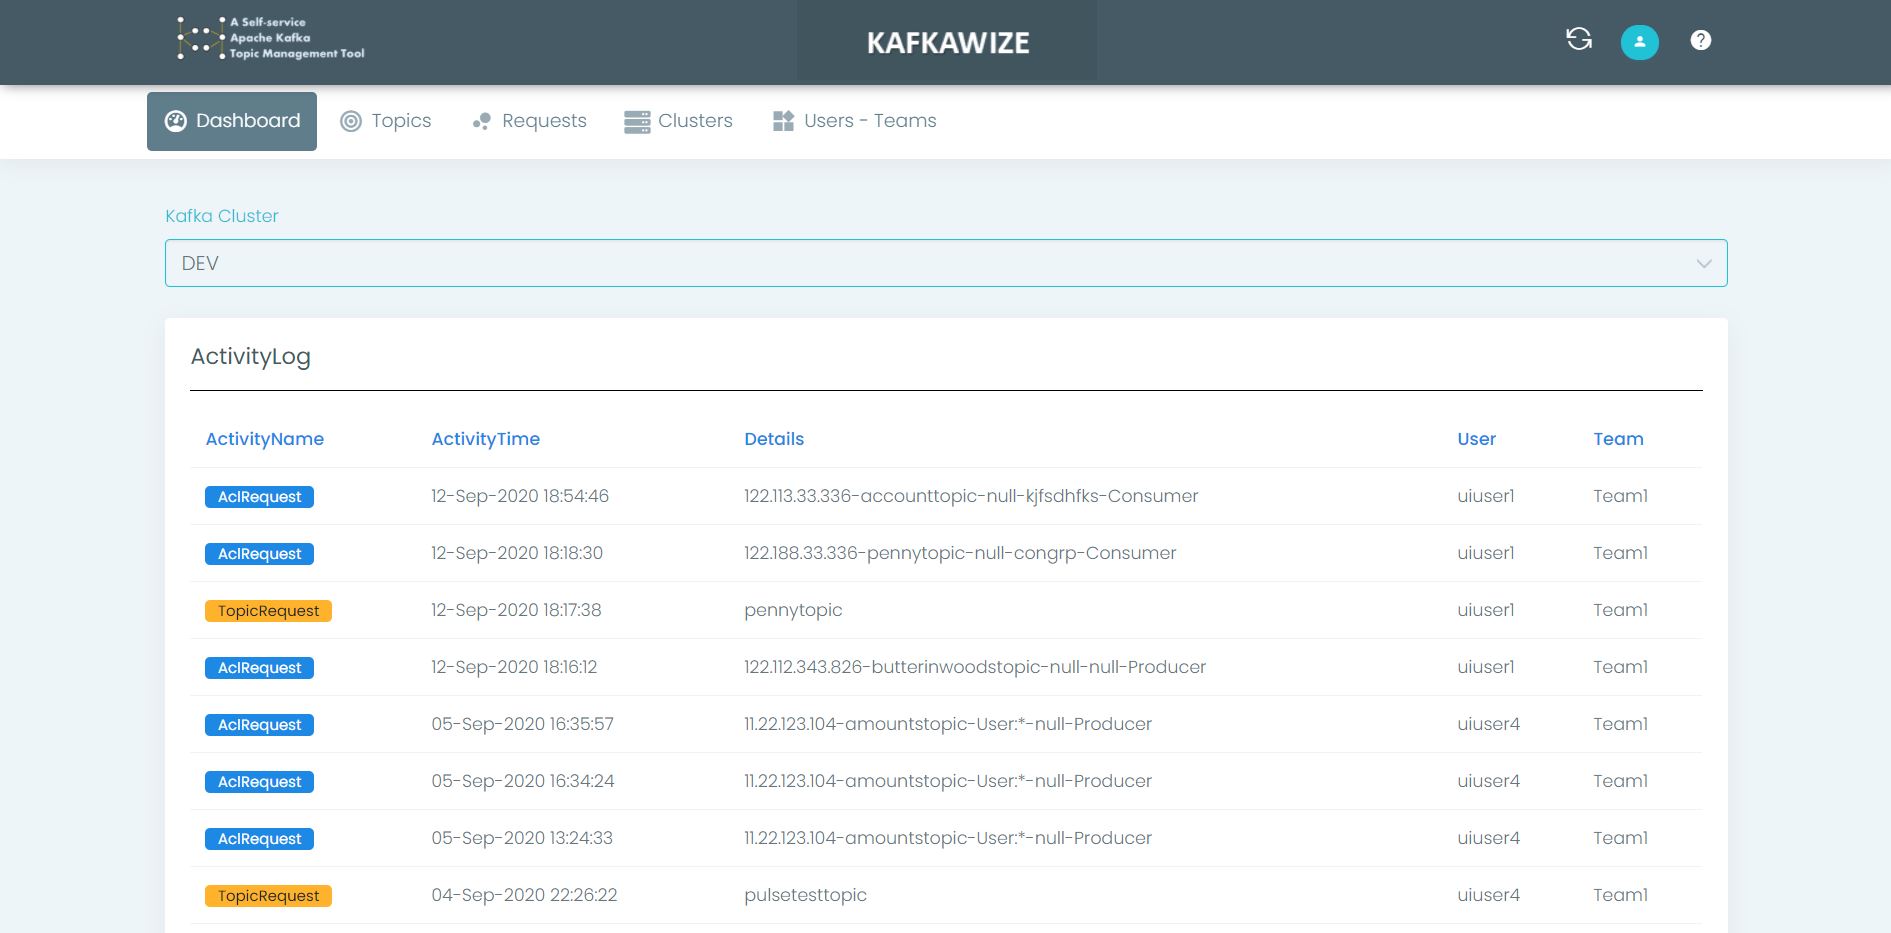 A Self-service
Apache Kafka
Topic Management Tool
KAFKAWIZE
Dashboard Topics Requests Clusters Users - Teams
Kafka Cluster
DEV
ActivityLog
ActivityName ActivityTime Details User Team
AclRequest 12-Sep-2020 18:54:46 122.113.33.336-accounttopic-null-kjfsdhfks-Consumer uiuser1 Team1
AclRequest 12-Sep-2020 18:18:30 122.188.33.336-pennytopic-null-congrp-Consumer uiuser1 Team1
TopicRequest 12-Sep-2020 18:17:38 pennytopic uiuser1 Team1
AclRequest 12-Sep-2020 18:16:12 122.112.343.826-butterinwoodstopic-null-null-Producer uiuser1 Team1
AclRequest 05-Sep-2020 16:35:57 11.22.123.104-amountstopic-User:*-null-Producer uiuser4 Team1
AclRequest 05-Sep-2020 16:34:24 11.22.123.104-amountstopic-User:*-null-Producer uiuser4 Team1
AclRequest 05-Sep-2020 13:24:33 11.22.123.104-amountstopic-User:*-null-Producer uiuser4 Team1
TopicRequest 04-Sep-2020 22:26:22 pulsetesttopic uiuser4 Team1